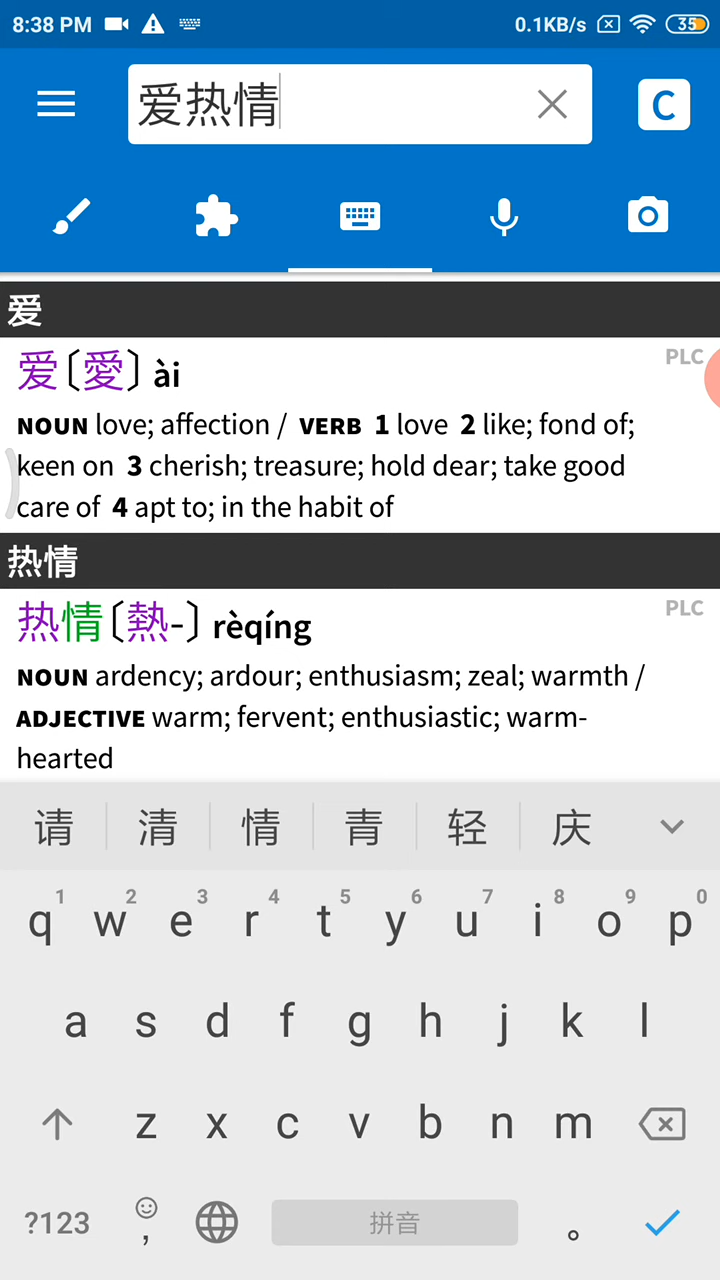 8:38 PM 0.1KB/s 35
爱热情 C
爱
爱〔愛〕 ài PLC
NOUN love; affection / VERB 1 love 2 like; fond of;
keen on 3 cherish; treasure; hold dear; take good
care of 4 apt to; in the habit of
热情
热情〔熱-〕 rèqíng PLC
NOUN ardency; ardour; enthusiasm; zeal; warmth /
ADJECTIVE warm; fervent; enthusiastic; warm-
hearted
请 清 情 青 轻 庆
1 2 3 4 5 6 7 8 9 0
q w e r t y u i o p
a s d f g h j k l
z x c v b n m
?123 , 拼音 。